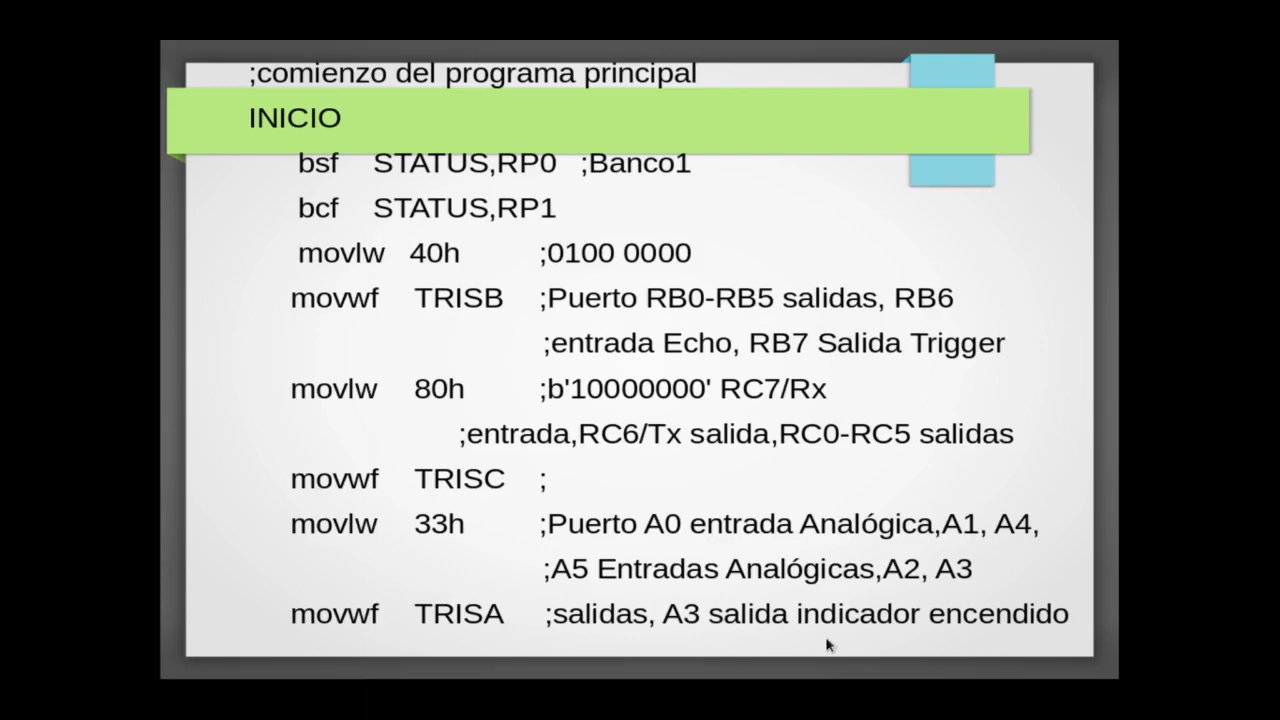 ;comienzo del programa principal
INICIO
bsf STATUS,RP0 ;Banco1
bcf STATUS,RP1
movlw 40h ;0100 0000
movwf TRISB ;Puerto RB0-RB5 salidas, RB6
;entrada Echo, RB7 Salida Trigger
movlw 80h ;b'10000000' RC7/Rx
;entrada,RC6/Tx salida,RC0-RC5 salidas
movwf TRISC ;
movlw 33h ;Puerto A0 entrada Analógica,A1, A4,
;A5 Entradas Analógicas,A2, A3
movwf TRISA ;salidas, A3 salida indicador encendido